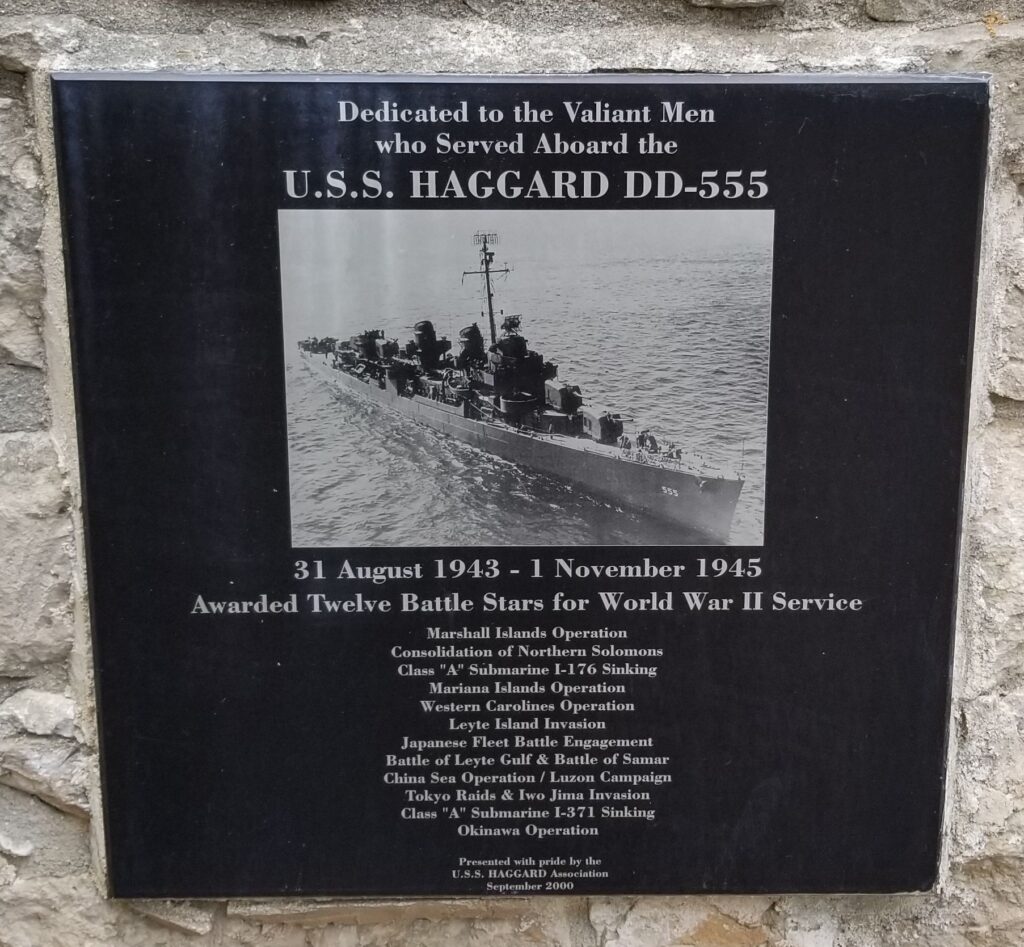 Dedicated to the Valiant Men
who Served Aboard the
U.S.S. HAGGARD DD-555
555
31 August 1943 - 1 November 1945
Awarded Twelve Battle Stars for World War II Service
Marshall Islands Operation
Consolidation of Northern Solomons
Class "A" Submarine I-176 Sinking
Mariana Islands Operation
Western Carolines Operation
Leyte Island Invasion
Japanese Fleet Battle Engagement
Battle of Leyte Gulf & Battle of Samar
China Sea Operation / Luzon Campaign
Tokyo Raids & Iwo Jima Invasion
Class "A" Submarine I-371 Sinking
Okinawa Operation
Presented with pride by the
U.S.S. HAGGARD Association
September 2000